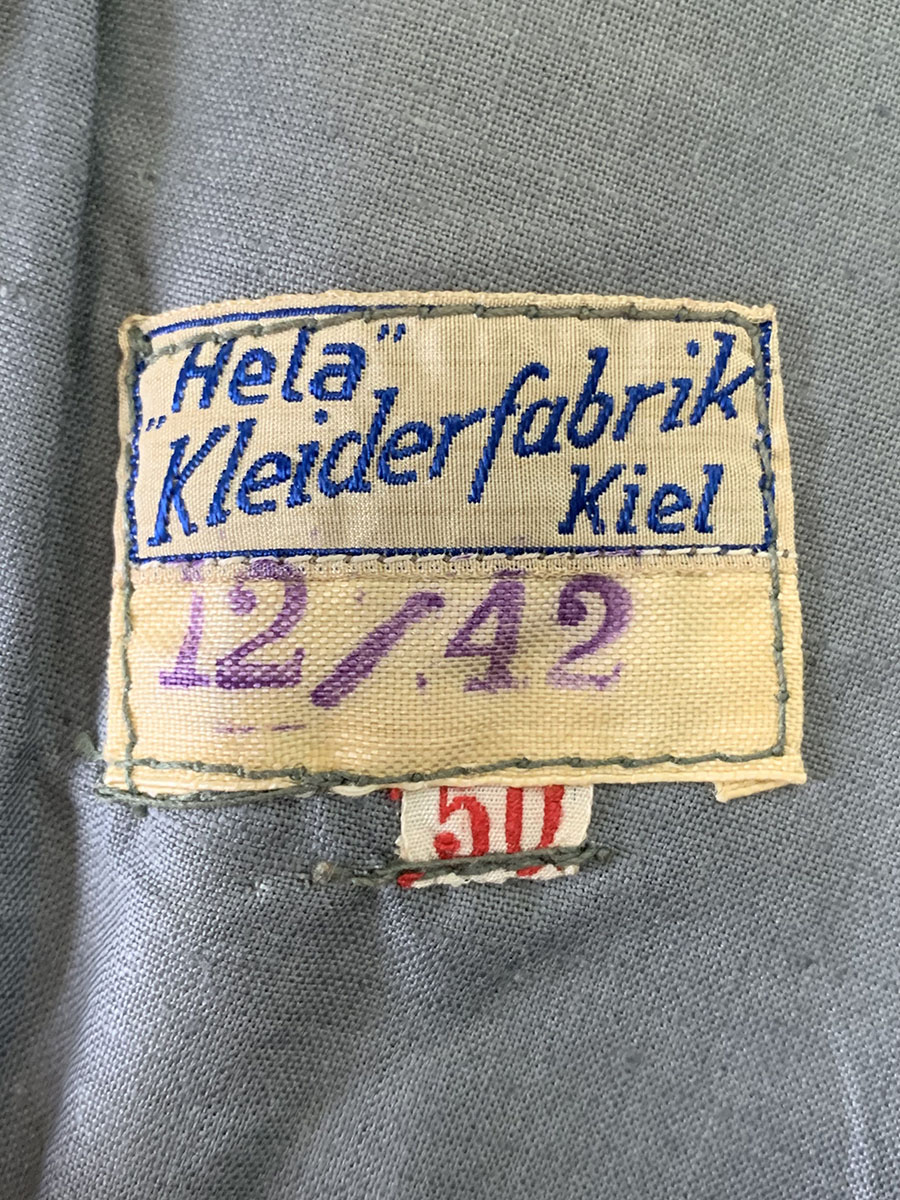 „Hela”
Kleiderfabrik
Kiel
12/42
50